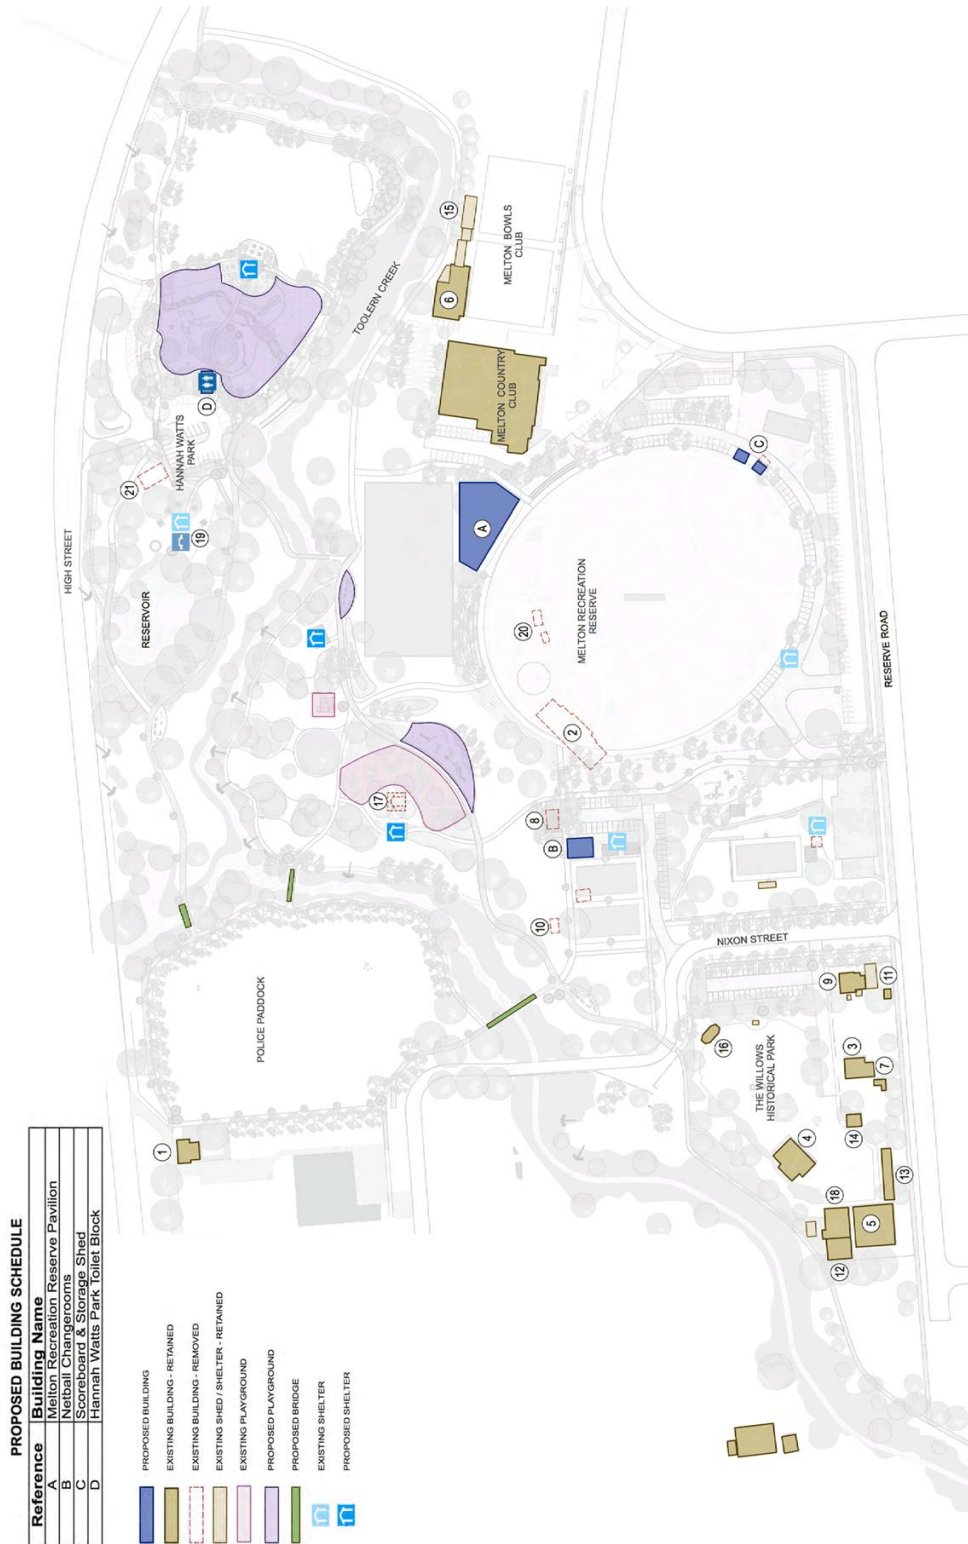 PROPOSED BUILDING SCHEDULE
Reference Building Name
A Melton Recreation Reserve Pavilion
B Netball Changerooms
C Scoreboard & Storage Shed
D Hannah Watts Park Toilet Block
PROPOSED BUILDING
EXISTING BUILDING - RETAINED
EXISTING BUILDING - REMOVED
EXISTING SHED / SHELTER - RETAINED
EXISTING PLAYGROUND
PROPOSED PLAYGROUND
PROPOSED BRIDGE
EXISTING SHELTER
PROPOSED SHELTER
HIGH STREET
RESERVOIR
HANNAH WATTS
PARK
TOOLERN CREEK
POLICE PADDOCK
MELTON BOWLS
CLUB
MELTON COUNTRY
CLUB
MELTON RECREATION
RESERVE
NIXON STREET
THE WILLOWS
HISTORICAL PARK
RESERVE ROAD
1
21
19
D
17
15
6
A
20
2
8
B
10
C
16
9
11
3
7
14
4
13
18
5
12